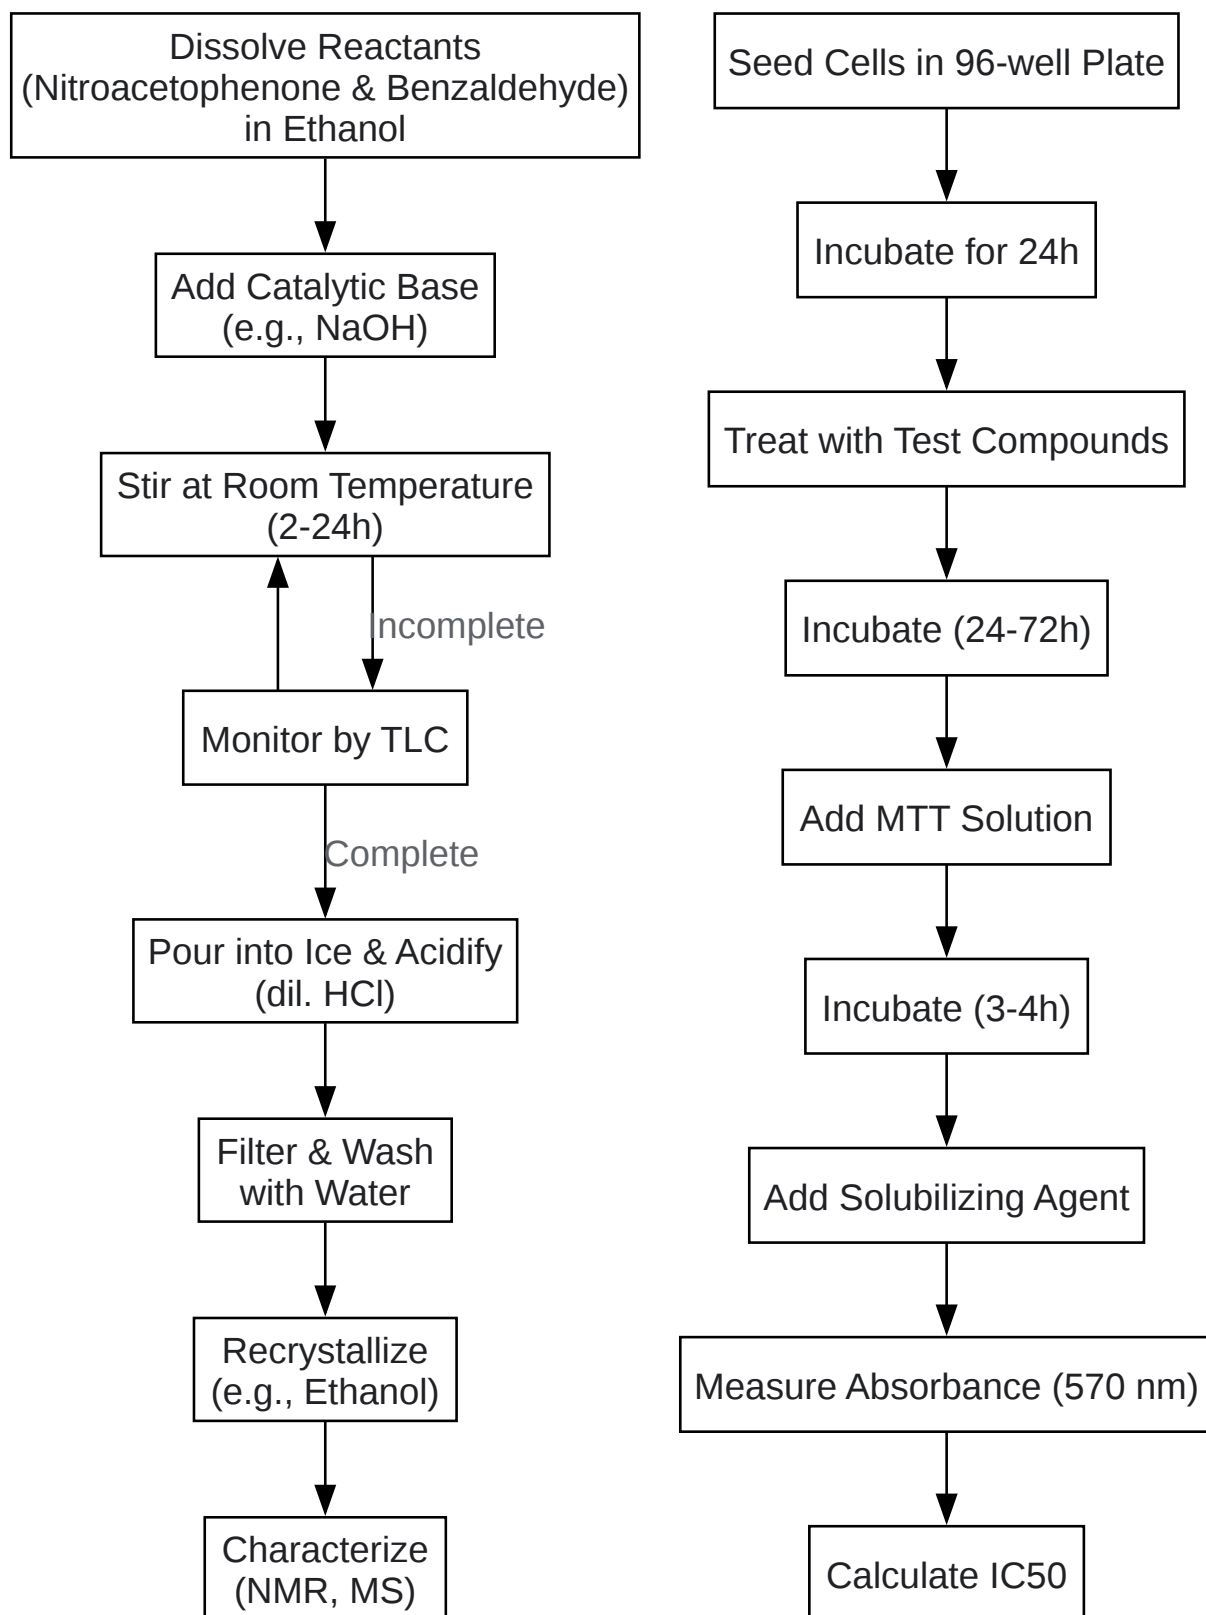 Dissolve Reactants
(Nitroacetophenone & Benzaldehyde)
in Ethanol
Add Catalytic Base
(e.g., NaOH)
Stir at Room Temperature
(2-24h)
Incomplete
Monitor by TLC
Complete
Pour into Ice & Acidify
(dil. HCl)
Filter & Wash
with Water
Recrystallize
(e.g., Ethanol)
Characterize
(NMR, MS)
Seed Cells in 96-well Plate
Incubate for 24h
Treat with Test Compounds
Incubate (24-72h)
Add MTT Solution
Incubate (3-4h)
Add Solubilizing Agent
Measure Absorbance (570 nm)
Calculate IC50